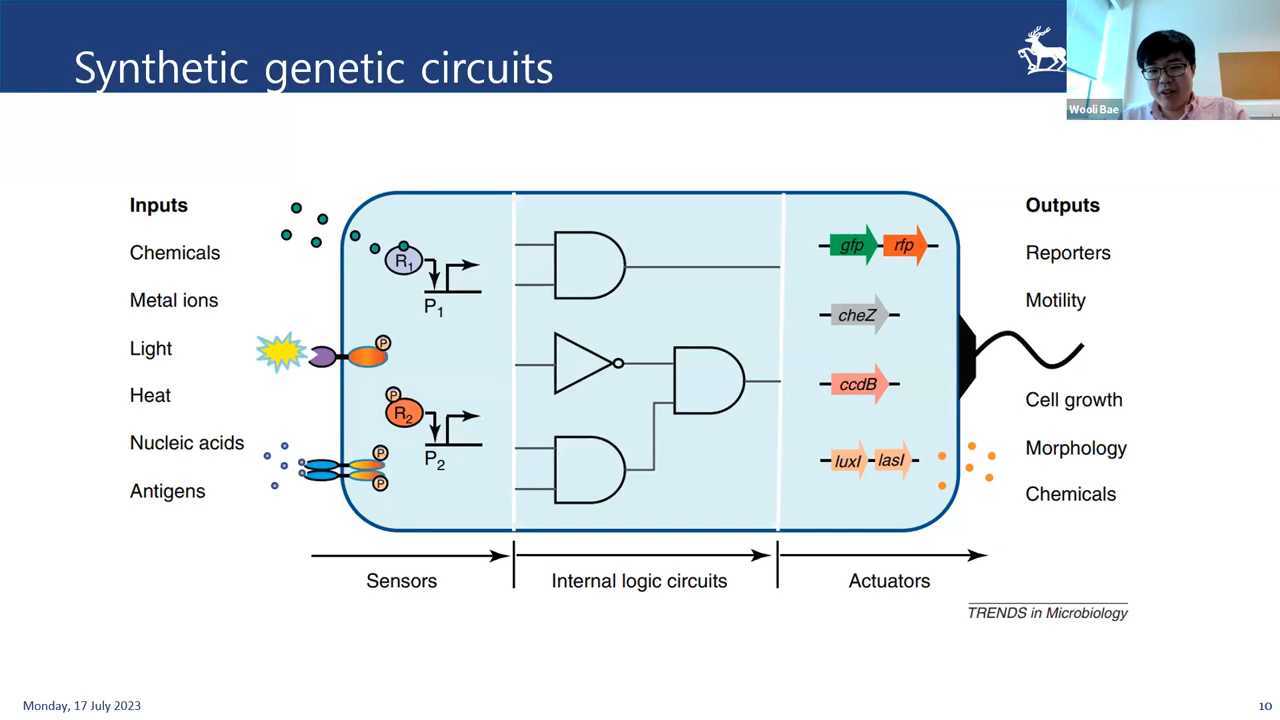 Synthetic genetic circuits
Wooli Bae
Inputs
Chemicals
Metal ions
Light
Heat
Nucleic acids
Antigens
R1
P1
P
P
R2
P2
P
P
gfp rfp
cheZ
ccdB
luxI lasI
Outputs
Reporters
Motility
Cell growth
Morphology
Chemicals
Sensors
Internal logic circuits
Actuators
TRENDS in Microbiology
Monday, 17 July 2023
10